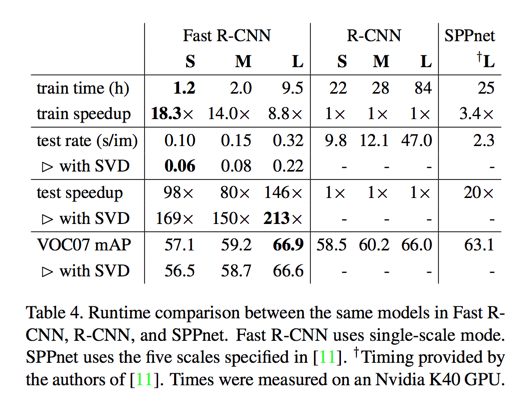 Fast R-CNN R-CNN SPPnet
S M L S M L †L
train time (h) 1.2 2.0 9.5 22 28 84 25
train speedup 18.3× 14.0× 8.8× 1× 1× 1× 3.4×
test rate (s/im) 0.10 0.15 0.32 9.8 12.1 47.0 2.3
▷ with SVD 0.06 0.08 0.22 - - - -
test speedup 98× 80× 146× 1× 1× 1× 20×
▷ with SVD 169× 150× 213× - - - -
VOC07 mAP 57.1 59.2 66.9 58.5 60.2 66.0 63.1
▷ with SVD 56.5 58.7 66.6 - - - -
Table 4. Runtime comparison between the same models in Fast R-
CNN, R-CNN, and SPPnet. Fast R-CNN uses single-scale mode.
SPPnet uses the five scales specified in [11]. †Timing provided by
the authors of [11]. Times were measured on an Nvidia K40 GPU.